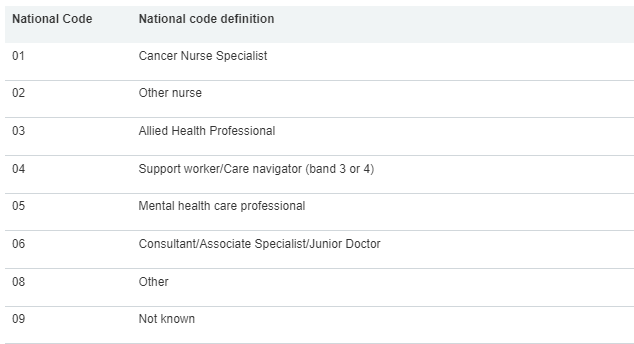 National Code National code definition
01 Cancer Nurse Specialist
02 Other nurse
03 Allied Health Professional
04 Support worker/Care navigator (band 3 or 4)
05 Mental health care professional
06 Consultant/Associate Specialist/Junior Doctor
08 Other
09 Not known